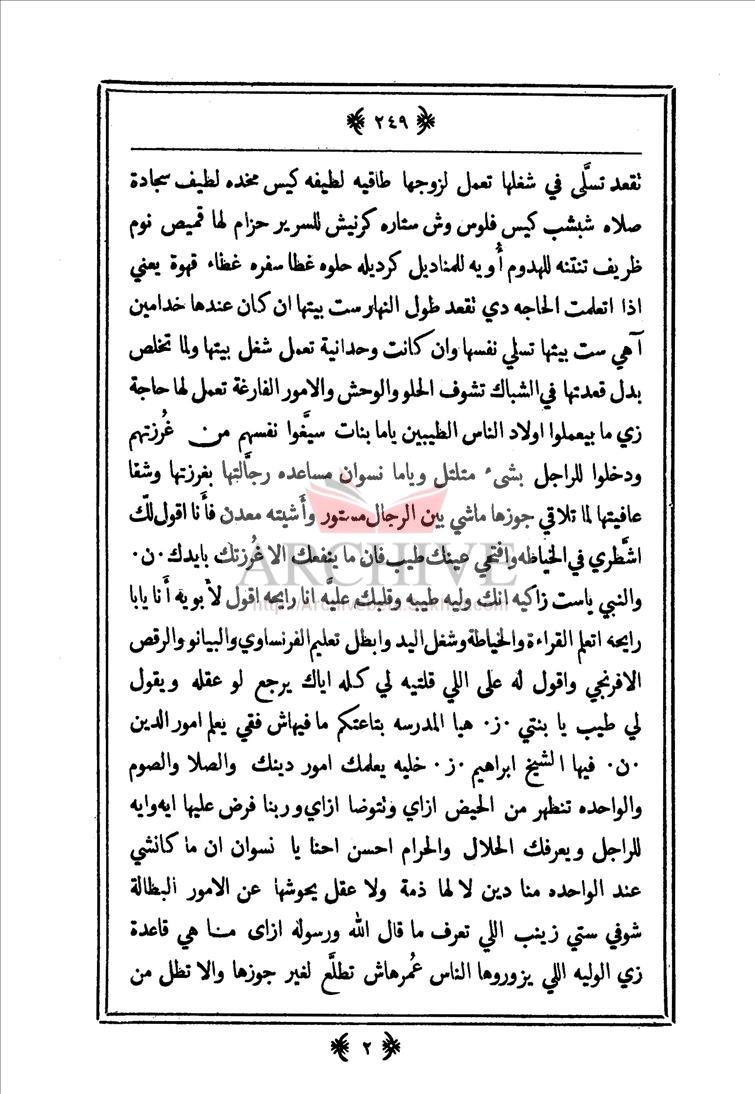 ﴿ ٢٤٩ ﴾
تقعد تسلَّى في شغلها تعمل لزوجها طاقيه لطيفه كيس مخده لطيف سجادة
صلاه شبشب كيس فلوس وش ستاره كرنيش للسرير حزام لها قميص نوم
ظريف تنتنه للهدوم أُويه للمناديل كرديله حلوه غطا سفره غطاء قهوة يعني
اذا اتعلمت الحاجه دي تقعد طول النهار ست بيتها ان كان عندها خدامين
آهي ست بيتها تسلي نفسها وان كانت وحدانية تعمل شغل بيتها ولما تخلص
بدل قعدتها في الشباك تشوف الحلو والوحش والامور الفارغة تعمل لها حاجة
زي ما بيعملوا اولاد الناس الطيبين ياما بنات سيَّغوا نفسهم من غُرزتهم
ودخلوا للراجل بشيء متلتل وياما نسوان مساعده رجَّالتها بغرزتها وشقا
عافيتها لما تلاقي جوزها ماشي بين الرجال مستور وأَشيته معدن فأنا اقول لكّ
اشَّطري في الخياطه وافتحي عينك طيب فان ما ينفعك الا غُرزتك بايدك ٠ن٠
والنبي ياست زاكيه انك وليه طيبه وقلبك عليَّه انا رايحه اقول لأبويه أنا يابا
رايحه اتعلم القراءة والخياطة وشغل اليد وابطل تعليم الفرنساوي والبيانو والرقص
الافرنجي واقول له على اللي قلتيه لي كله اياك يرجع لو عقله ويقول
لي طيب يا بنتي ٠ز٠ هيا المدرسه بتاعتكم ما فيهاش فقي يعلم امور الدين
٠ن٠ فيها الشيخ ابراهيم ٠ز٠ خليه يعلمك امور دينك والصلا والصوم
والواحده تنظهر من الحيض ازاي وتتوضا ازاي وربنا فرض عليها ايه وايه
للراجل ويعرفك الحلال والحرام احسن احنا يا نسوان ان ما كانشي
عند الواحده منا دين لا لها ذمة ولا عقل يحوشها عن الامور البطالة
شوفي ستي زينب اللي تعرف ما قال الله ورسوله ازاى منا هي قاعدة
زي الوليه اللي يزوروها الناس عُمرهاش تطلَّع لغير جوزها والا تظل من
﴿ ٢ ﴾
ARCHIVE